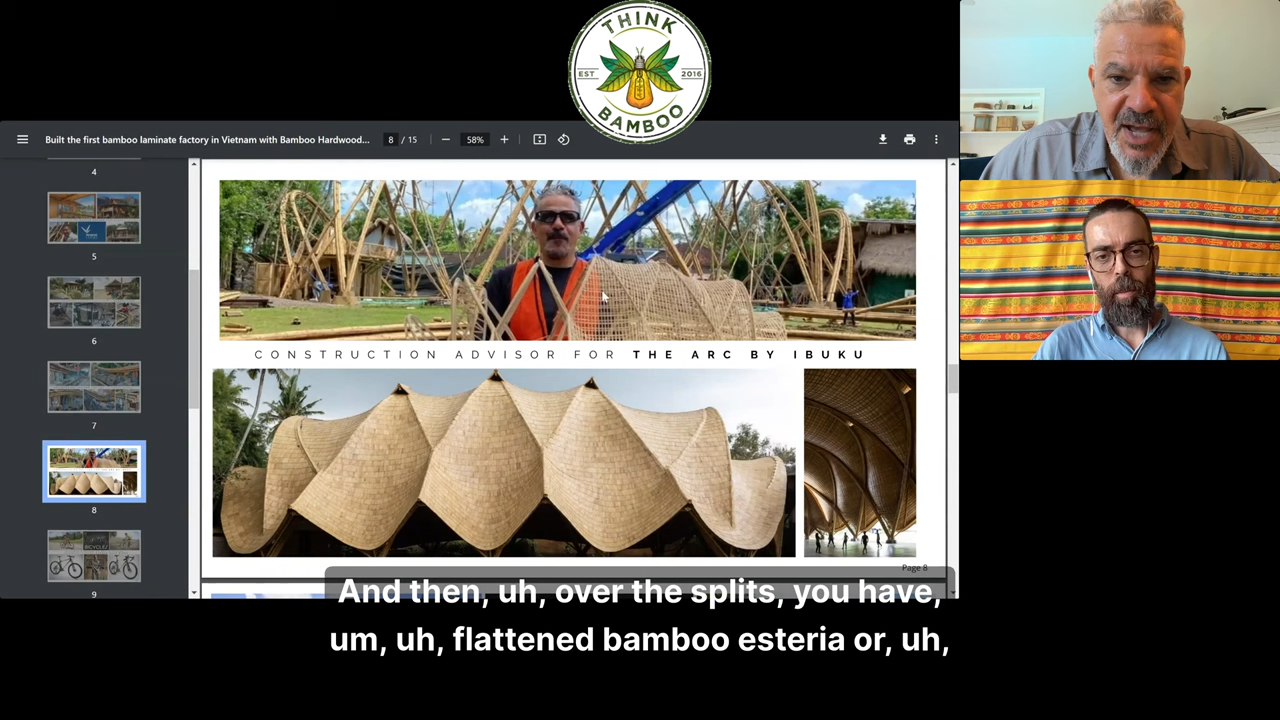 THINK
EST 2016
BAMBOO
Built the first bamboo laminate factory in Vietnam with Bamboo Hardwood...
8 / 15
58%
4
5
6
7
8
9
CONSTRUCTION ADVISOR FOR THE ARC BY IBUKU
Page 8
And then, uh, over the splits, you have,
um, uh, flattened bamboo esteria or, uh,